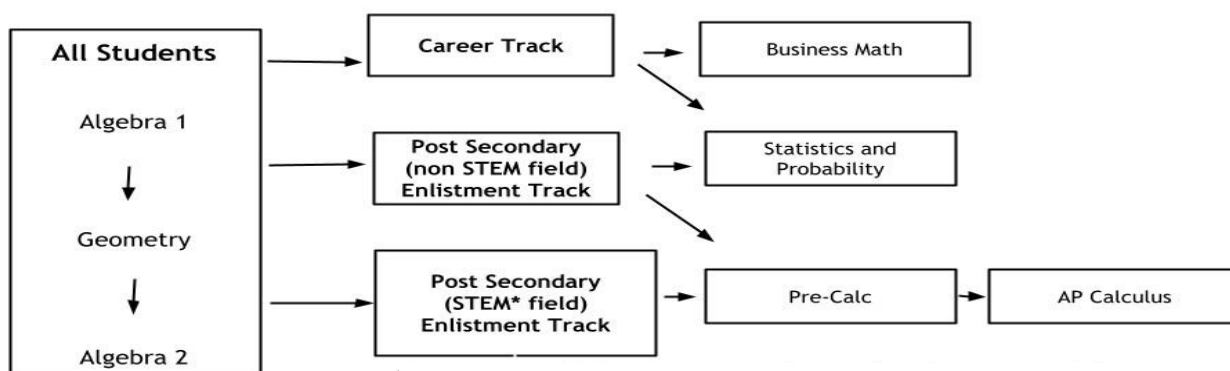 All Students
Algebra 1
Geometry
Algebra 2
Career Track
Business Math
Post Secondary
(non STEM field)
Enlistment Track
Statistics and
Probability
Post Secondary
(STEM* field)
Enlistment Track
Pre-Calc
AP Calculus